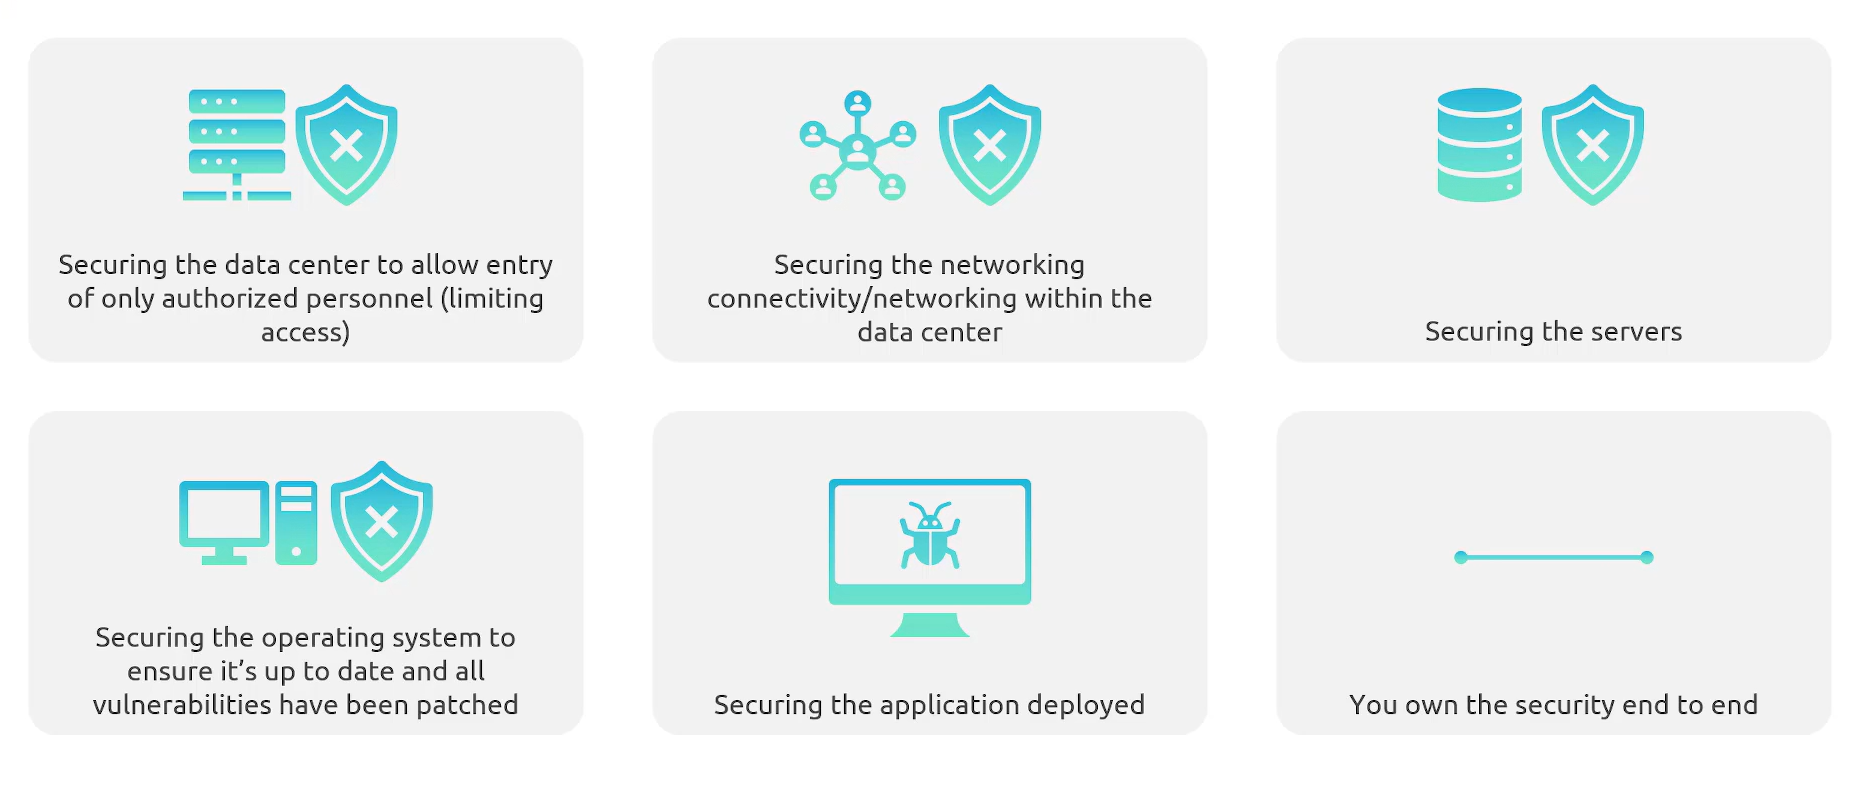 Securing the data center to allow entry
of only authorized personnel (limiting
access)
Securing the networking
connectivity/networking within the
data center
Securing the servers
Securing the operating system to
ensure it’s up to date and all
vulnerabilities have been patched
Securing the application deployed
You own the security end to end